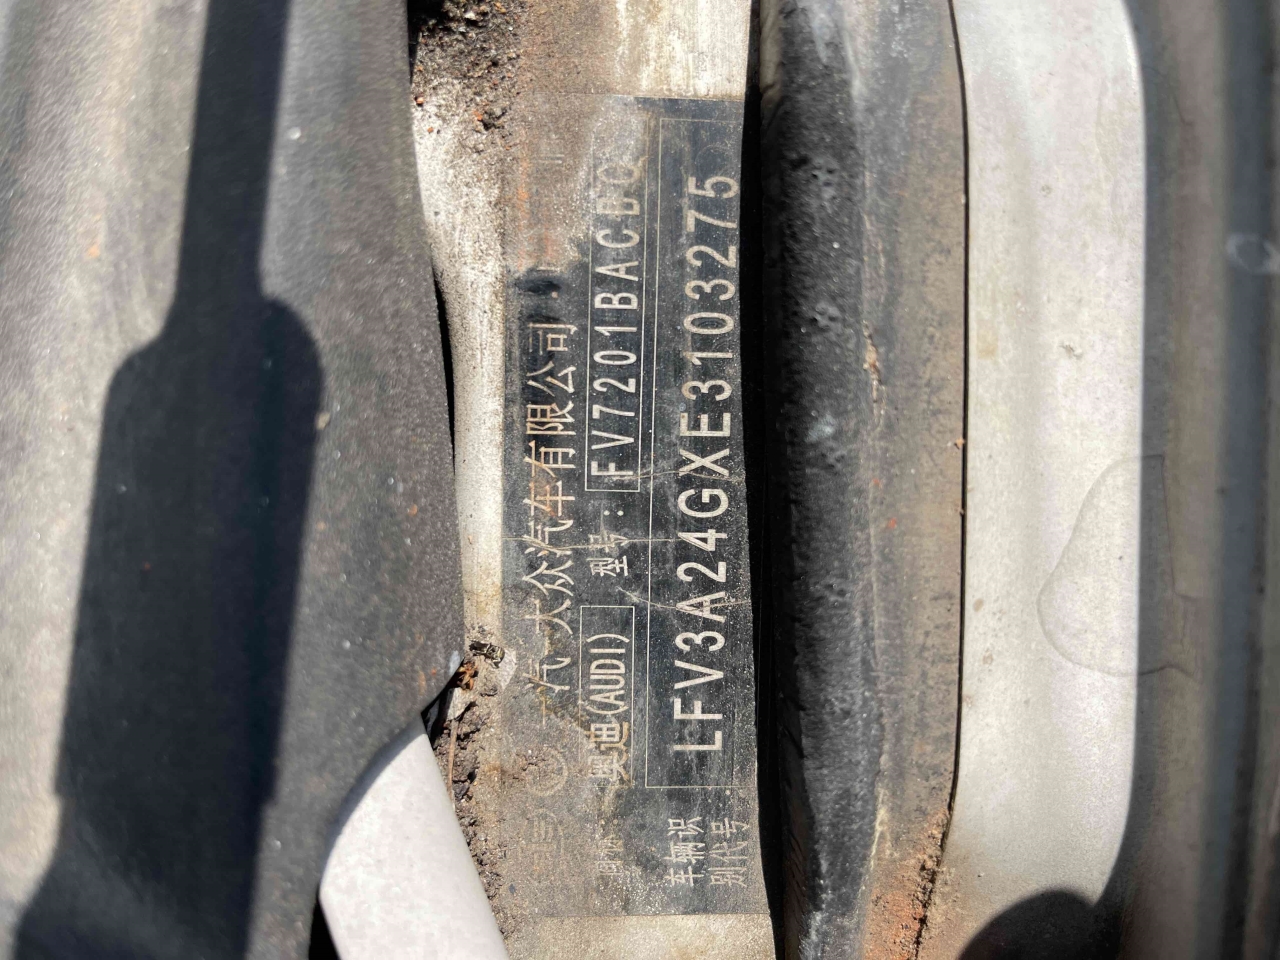 一汽-大众汽车有限公司
奥迪(AUDI) 型号: FV7201BACBQ
车辆识别代号 LFV3A24GXE3103275